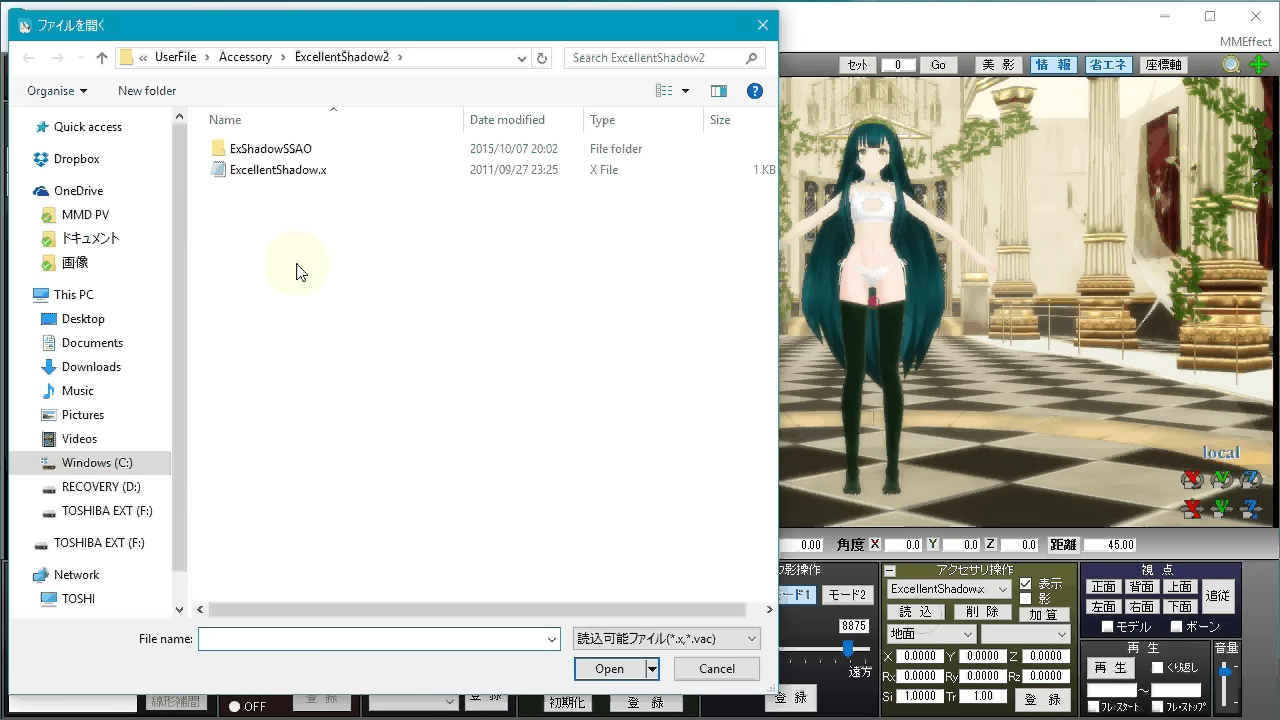 ファイルを開く
MMEffect
« UserFile › Accessory › ExcellentShadow2 ›
Search ExcellentShadow2
セット 0 Go 美 影 情 報 省エネ 座標軸
Organise New folder
Name Date modified Type Size
Quick access
Dropbox
OneDrive
MMD PV
ドキュメント
画像
This PC
Desktop
Documents
Downloads
Music
Pictures
Videos
Windows (C:)
RECOVERY (D:)
TOSHIBA EXT (F:)
TOSHIBA EXT (F:)
Network
TOSHI
ExShadowSSAO 2015/10/07 20:02 File folder
ExcellentShadow.x 2011/09/27 23:25 X File 1 KB
File name:
読込可能ファイル(*.x,*.vac)
Open Cancel
local
X Y Z
X Y Z
0.00 角度 X 0.0 Y 0.0 Z 0.0 距離 45.00
影操作
モード2
8875
遠方
登 録
アクセサリ操作
ExcellentShadow.x
表示
影
読 込 削 除 加 算
地面
X 0.0000 Y 0.0000 Z 0.0000
Rx 0.0000 Ry 0.0000 Rz 0.0000
Si 1.0000 Tr 1.00 登 録
視 点
正面 背面 上面
左面 右面 下面
追従
モデル ボーン
再 生
再 生 くり返し
～
フレ・スタート フレ・ストップ
音量
線形補間 OFF 登 録 登 録 初期化 登 録